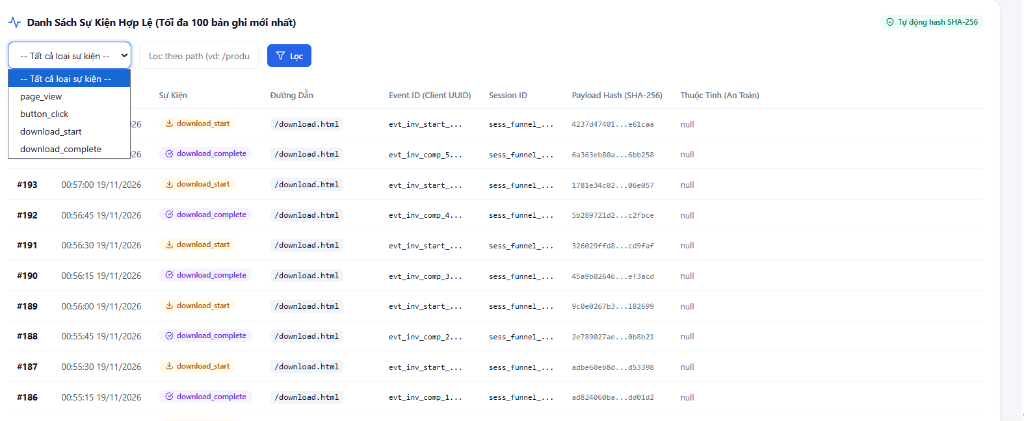 Danh Sách Sự Kiện Hợp Lệ (Tối đa 100 bản ghi mới nhất)
Tự động hash SHA-256
-- Tất cả loại sự kiện --
Lọc theo path (vd: /produ
Lọc
-- Tất cả loại sự kiện --
page_view
button_click
download_start
download_complete
Sự Kiện Đường Dẫn Event ID (Client UUID) Session ID Payload Hash (SHA-256) Thuộc Tính (An Toàn)
26 download_start /download.html evt_inv_start_... sess_funnel_... 4237d47401...e61caa null
26 download_complete /download.html evt_inv_comp_5... sess_funnel_... 6a363eb80a...6bb258 null
#193 00:57:00 19/11/2026 download_start /download.html evt_inv_start_... sess_funnel_... 1781e34c02...06e057 null
#192 00:56:45 19/11/2026 download_complete /download.html evt_inv_comp_4... sess_funnel_... 5b289721d2...c2fbce null
#191 00:56:30 19/11/2026 download_start /download.html evt_inv_start_... sess_funnel_... 326029ffd8...cd9faf null
#190 00:56:15 19/11/2026 download_complete /download.html evt_inv_comp_3... sess_funnel_... 45a9b02646...ef3acd null
#189 00:56:00 19/11/2026 download_start /download.html evt_inv_start_... sess_funnel_... 9c0e0267b3...182699 null
#188 00:55:45 19/11/2026 download_complete /download.html evt_inv_comp_2... sess_funnel_... 2e789027ae...0b8b21 null
#187 00:55:30 19/11/2026 download_start /download.html evt_inv_start_... sess_funnel_... adbe60eb8d...d53398 null
#186 00:55:15 19/11/2026 download_complete /download.html evt_inv_comp_1... sess_funnel_... ad824060ba...dd01d2 null